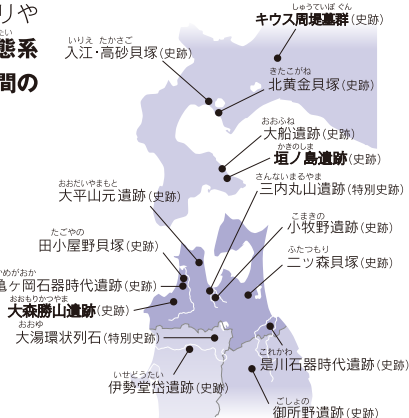 りや
態系
間の
しゅうていぼ ぐん
キウス周堤墓群(史跡)
いりえ たかさご
入江・高砂貝塚(史跡)
きたこがね
北黄金貝塚(史跡)
おおふね
大船遺跡(史跡)
かきのしま
垣ノ島遺跡(史跡)
おおだいやまもと
大平山元遺跡(史跡)
さんないまるやま
三内丸山遺跡(特別史跡)
こまきの
小牧野遺跡(史跡)
たごやの
田小屋野貝塚(史跡)
ふたつもり
二ッ森貝塚(史跡)
かめがおか
亀ヶ岡石器時代遺跡(史跡)
おおもりかつやま
大森勝山遺跡(史跡)
おおゆ
大湯環状列石(特別史跡)
これかわ
是川石器時代遺跡(史跡)
いせどうたい
伊勢堂岱遺跡(史跡)
ごしょの
御所野遺跡(史跡)